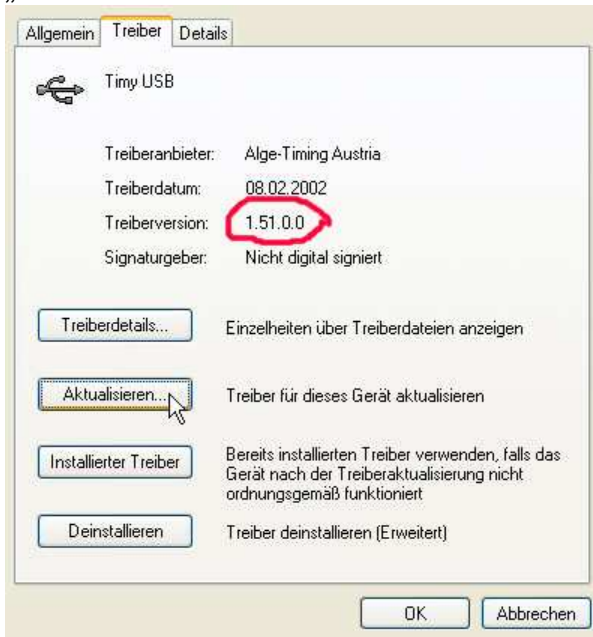 „
Allgemein Treiber Details
Timy USB
Treiberanbieter: Alge-Timing Austria
Treiberdatum: 08.02.2002
Treiberversion: 1.51.0.0
Signaturgeber: Nicht digital signiert
Treiberdetails... Einzelheiten über Treiberdateien anzeigen
Aktualisieren... Treiber für dieses Gerät aktualisieren
Installierter Treiber Bereits installierten Treiber verwenden, falls das
Gerät nach der Treiberaktualisierung nicht
ordnungsgemäß funktioniert
Deinstallieren Treiber deinstallieren (Erweitert)
OK Abbrechen